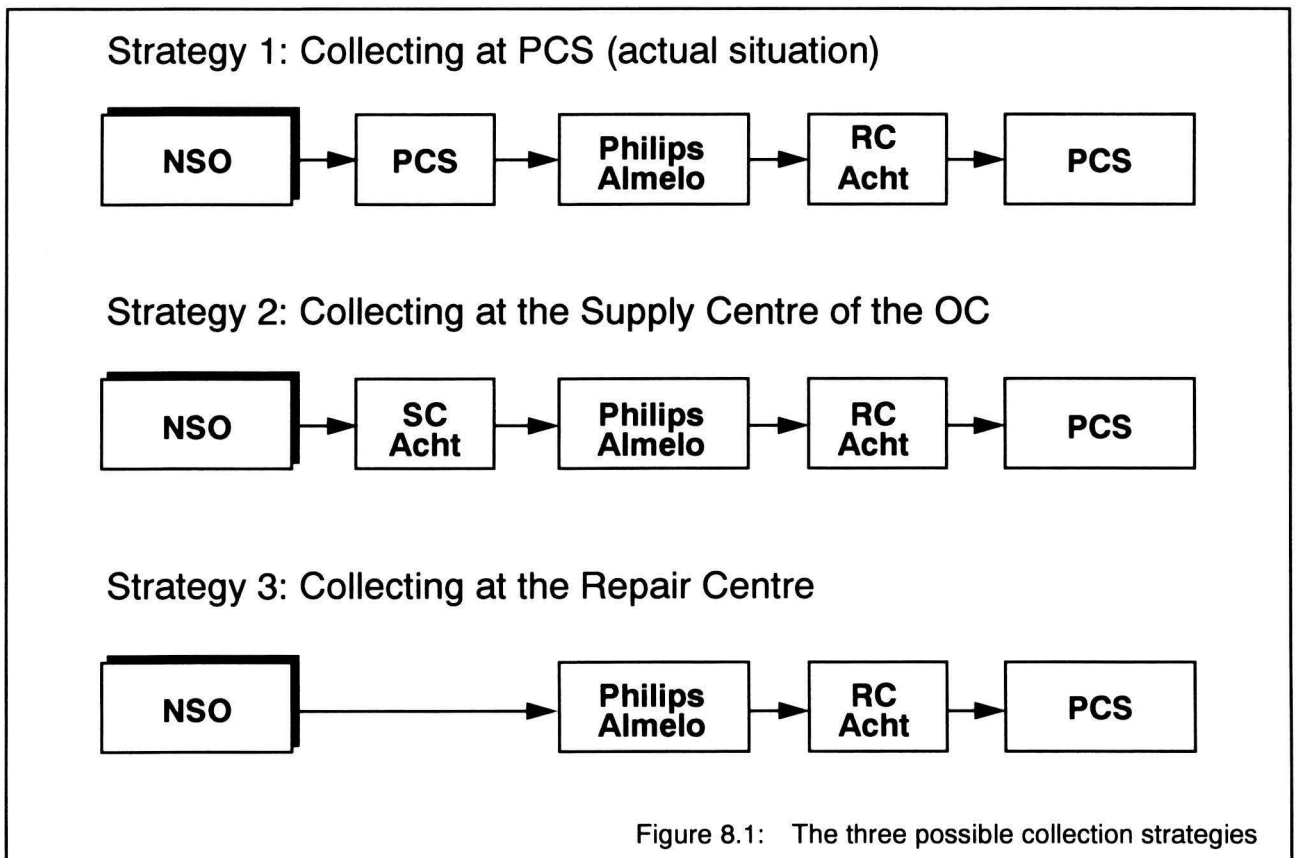 Strategy 1: Collecting at PCS (actual situation)
NSO
PCS
Philips
Almelo
RC
Acht
PCS
Strategy 2: Collecting at the Supply Centre of the OC
NSO
SC
Acht
Philips
Almelo
RC
Acht
PCS
Strategy 3: Collecting at the Repair Centre
NSO
Philips
Almelo
RC
Acht
PCS
Figure 8.1: The three possible collection strategies